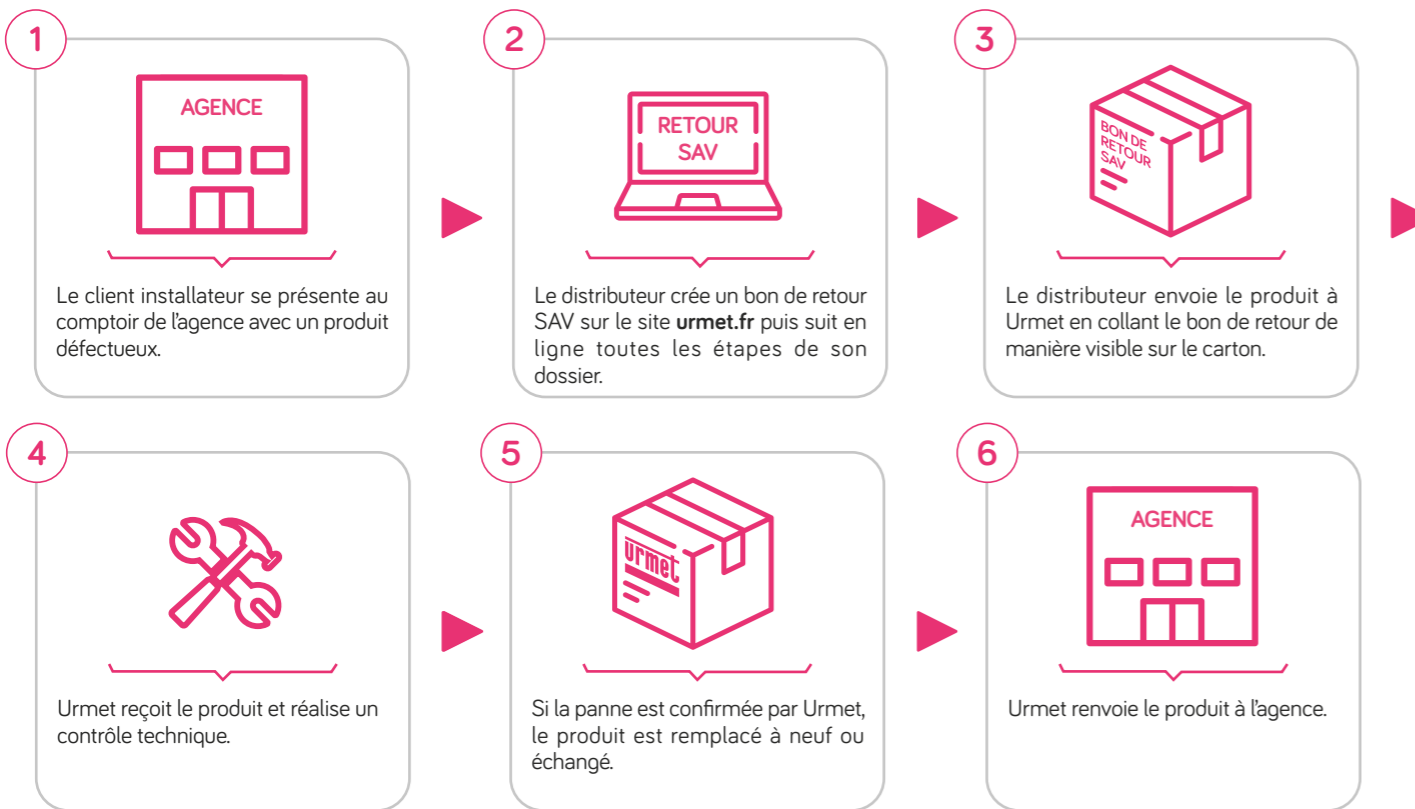 1
AGENCE
Le client installateur se présente au
comptoir de l'agence avec un produit
défectueux.
2
RETOUR
SAV
Le distributeur crée un bon de retour
SAV sur le site urmet.fr puis suit en
ligne toutes les étapes de son
dossier.
3
BON DE
RETOUR
SAV
Le distributeur envoie le produit à
Urmet en collant le bon de retour de
manière visible sur le carton.
4
Urmet reçoit le produit et réalise un
contrôle technique.
5
urmet
Si la panne est confirmée par Urmet,
le produit est remplacé à neuf ou
échangé.
6
AGENCE
Urmet renvoie le produit à l'agence.